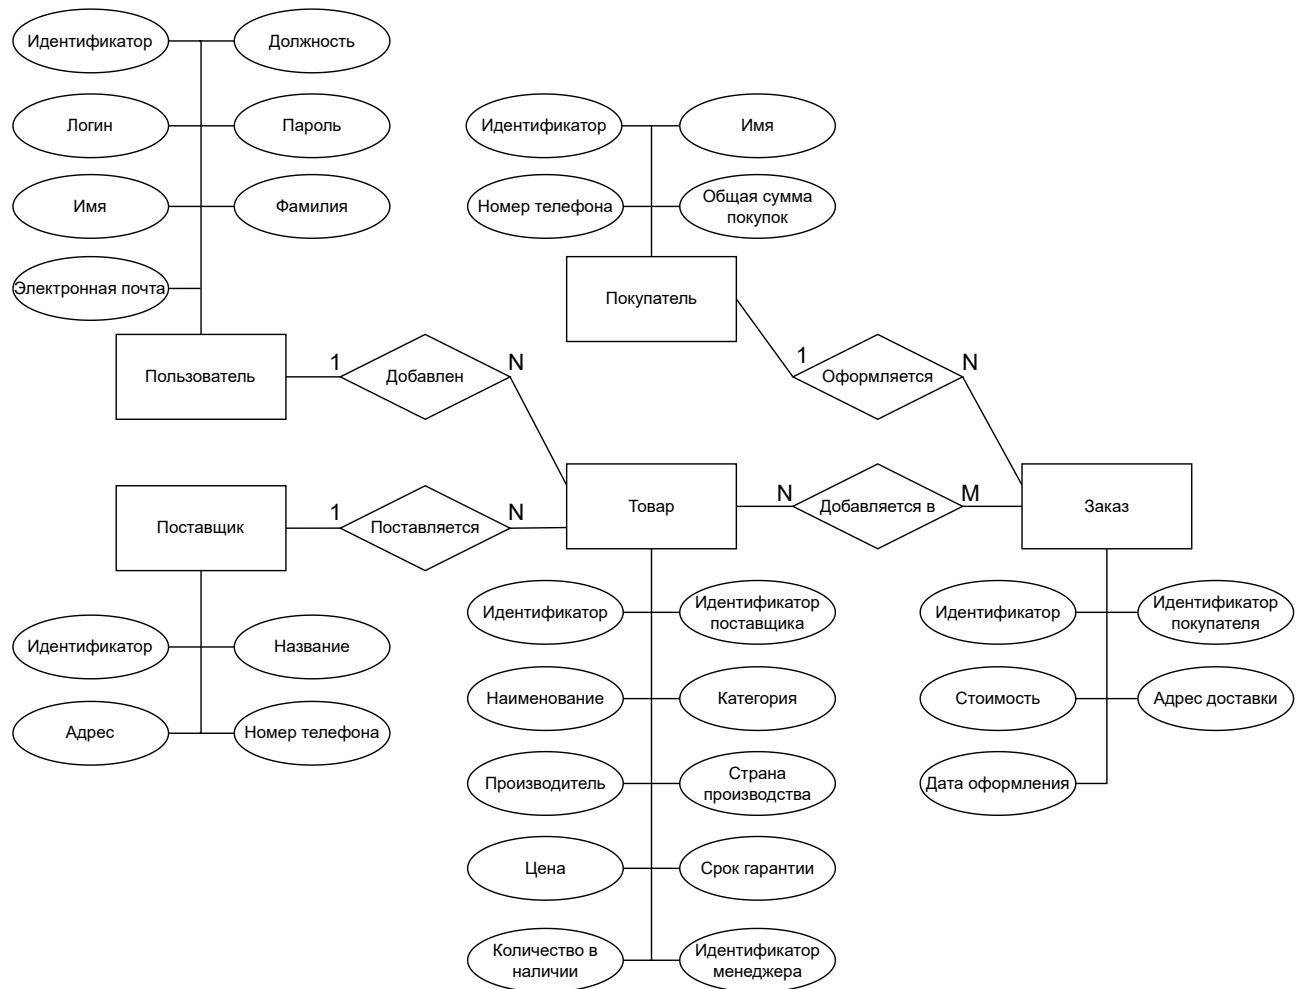 Идентификатор
Должность
Логин
Пароль
Имя
Фамилия
Электронная почта
Пользователь
1
Добавлен
N
Идентификатор
Имя
Номер телефона
Общая сумма
покупок
Покупатель
1
Оформляется
N
Поставщик
1
Поставляется
N
Товар
N
Добавляется в
M
Заказ
Идентификатор
Название
Адрес
Номер телефона
Идентификатор
Идентификатор
поставщика
Наименование
Категория
Производитель
Страна
производства
Цена
Срок гарантии
Количество в
наличии
Идентификатор
менеджера
Идентификатор
Идентификатор
покупателя
Стоимость
Адрес доставки
Дата оформления